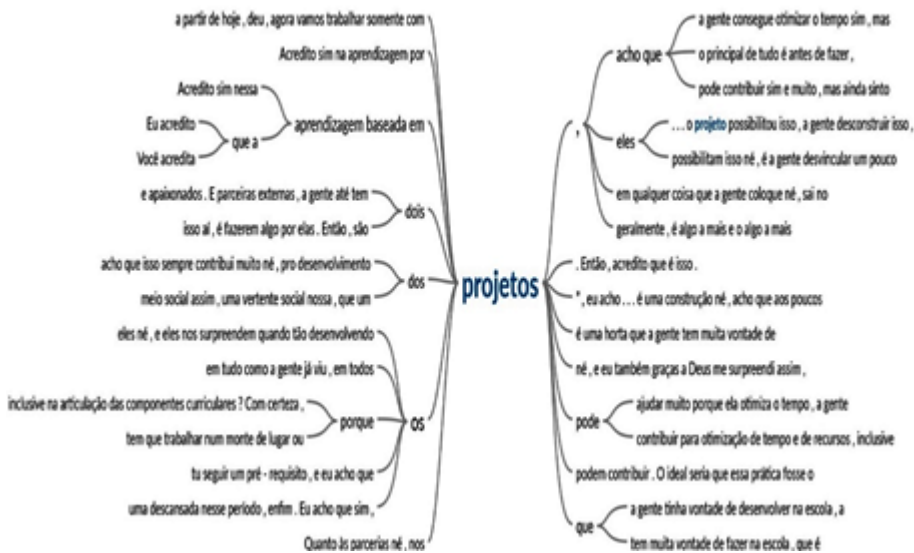 a partir de hoje , deu , agora vamos trabalhar somente com
Acredito sim na aprendizagem por
Acredito sim nessa
Eu acredito
Você acredita
que a
aprendizagem baseada em
e apaixonados . E parceiras externas , a gente até tem
isso aí , é fazerem algo por elas . Então , são
dois
acho que isso sempre contribui muito né , pro desenvolvimento
meio social assim , uma vertente social nossa , que um
dos
eles né , e eles nos surpreendem quando tão desenvolvendo
em tudo como a gente já viu , em todos
inclusive na articulação das componentes curriculares ? Com certeza ,
tem que trabalhar num monte de lugar ou
porque
tu seguir um pré - requisito , e eu acho que
uma descansada nesse período , enfim . Eu acho que sim ,
os
Quanto às parcerias né , nos
projetos
,
acho que
a gente consegue otimizar o tempo sim , mas
o principal de tudo é antes de fazer ,
pode contribuir sim e muito , mas ainda sinto
eles
. . . o projeto possibilitou isso , a gente desconstruir isso ,
possibilitam isso né , é a gente desvincular um pouco
em qualquer coisa que a gente coloque né , sai no
geralmente , é algo a mais e o algo a mais
. Então , acredito que é isso .
" , eu acho . . . é uma construção né , acho que aos poucos
é uma horta que a gente tem muita vontade de
né , e eu também graças a Deus me surpreendi assim ,
pode
ajudar muito porque ela otimiza o tempo , a gente
contribuir para otimização de tempo e de recursos , inclusive
podem contribuir . O ideal seria que essa prática fosse o
que
a gente tinha vontade de desenvolver na escola , a
tem muita vontade de fazer na escola , que é